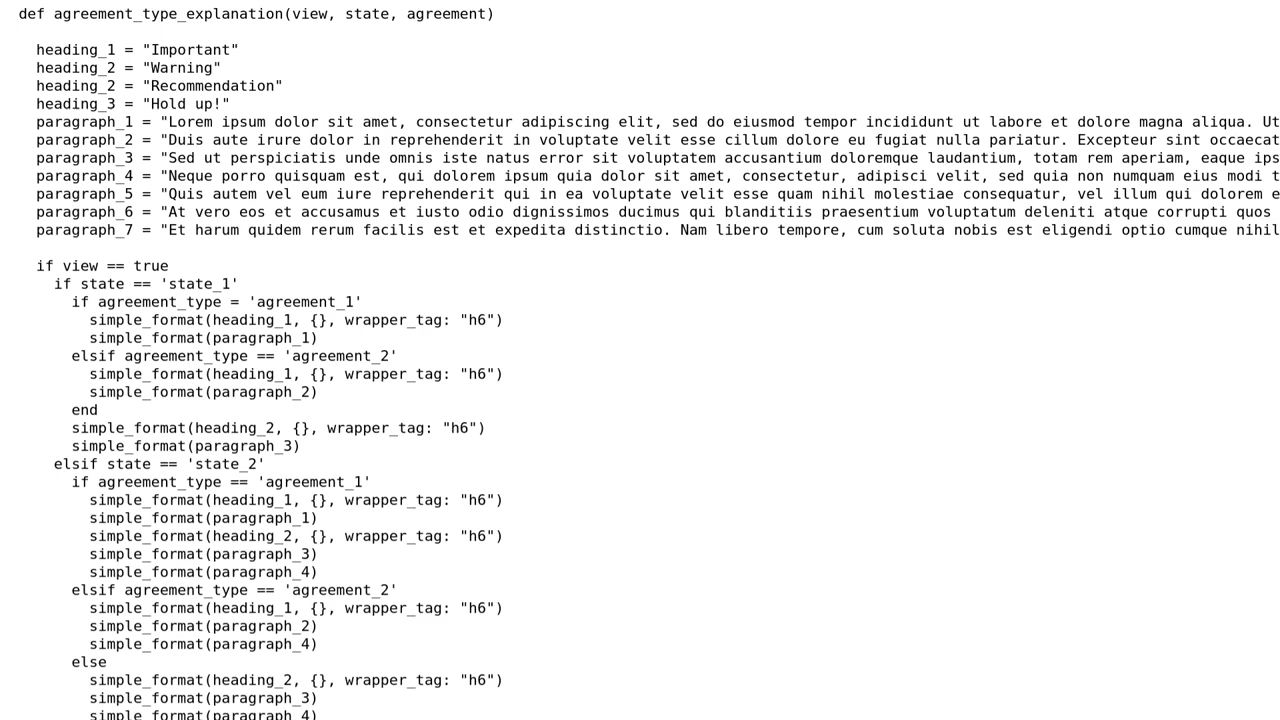 def agreement_type_explanation(view, state, agreement)
heading_1 = "Important"
heading_2 = "Warning"
heading_2 = "Recommendation"
heading_3 = "Hold up!"
paragraph_1 = "Lorem ipsum dolor sit amet, consectetur adipiscing elit, sed do eiusmod tempor incididunt ut labore et dolore magna aliqua. Ut
paragraph_2 = "Duis aute irure dolor in reprehenderit in voluptate velit esse cillum dolore eu fugiat nulla pariatur. Excepteur sint occaecat
paragraph_3 = "Sed ut perspiciatis unde omnis iste natus error sit voluptatem accusantium doloremque laudantium, totam rem aperiam, eaque ips
paragraph_4 = "Neque porro quisquam est, qui dolorem ipsum quia dolor sit amet, consectetur, adipisci velit, sed quia non numquam eius modi t
paragraph_5 = "Quis autem vel eum iure reprehenderit qui in ea voluptate velit esse quam nihil molestiae consequatur, vel illum qui dolorem e
paragraph_6 = "At vero eos et accusamus et iusto odio dignissimos ducimus qui blanditiis praesentium voluptatum deleniti atque corrupti quos
paragraph_7 = "Et harum quidem rerum facilis est et expedita distinctio. Nam libero tempore, cum soluta nobis est eligendi optio cumque nihil
if view == true
if state == 'state_1'
if agreement_type = 'agreement_1'
simple_format(heading_1, {}, wrapper_tag: "h6")
simple_format(paragraph_1)
elsif agreement_type == 'agreement_2'
simple_format(heading_1, {}, wrapper_tag: "h6")
simple_format(paragraph_2)
end
simple_format(heading_2, {}, wrapper_tag: "h6")
simple_format(paragraph_3)
elsif state == 'state_2'
if agreement_type == 'agreement_1'
simple_format(heading_1, {}, wrapper_tag: "h6")
simple_format(paragraph_1)
simple_format(heading_2, {}, wrapper_tag: "h6")
simple_format(paragraph_3)
simple_format(paragraph_4)
elsif agreement_type == 'agreement_2'
simple_format(heading_1, {}, wrapper_tag: "h6")
simple_format(paragraph_2)
simple_format(paragraph_4)
else
simple_format(heading_2, {}, wrapper_tag: "h6")
simple_format(paragraph_3)
simple_format(paragraph_4)